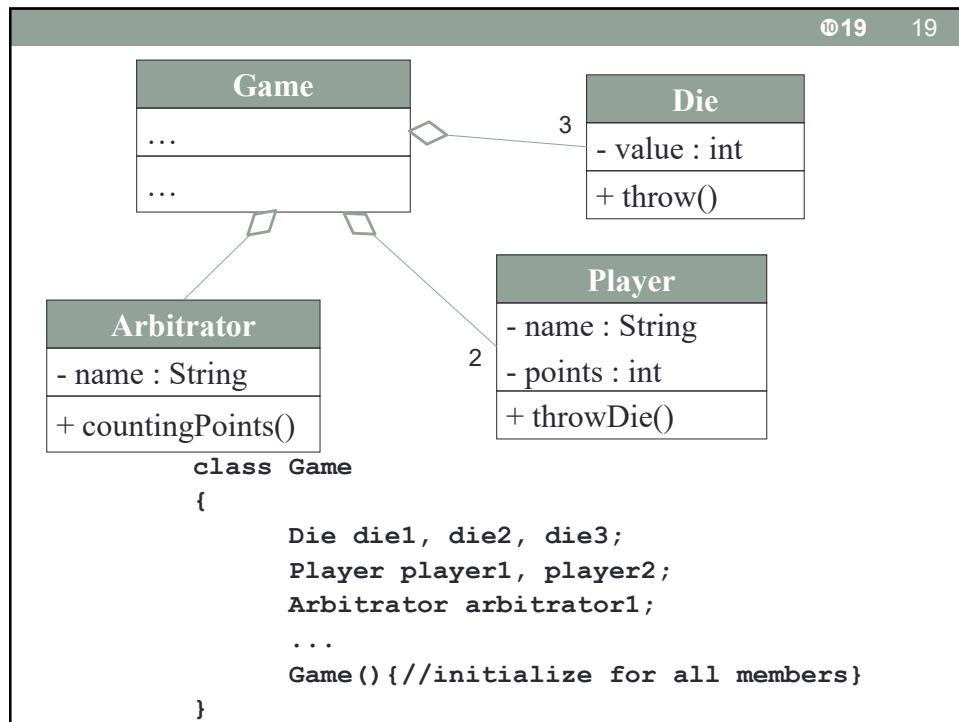 ❿19 19
Game
…
…
3
Die
- value : int
+ throw()
Arbitrator
- name : String
+ countingPoints()
2
Player
- name : String
- points : int
+ throwDie()
class Game
{
Die die1, die2, die3;
Player player1, player2;
Arbitrator arbitrator1;
...
Game(){//initialize for all members}
}